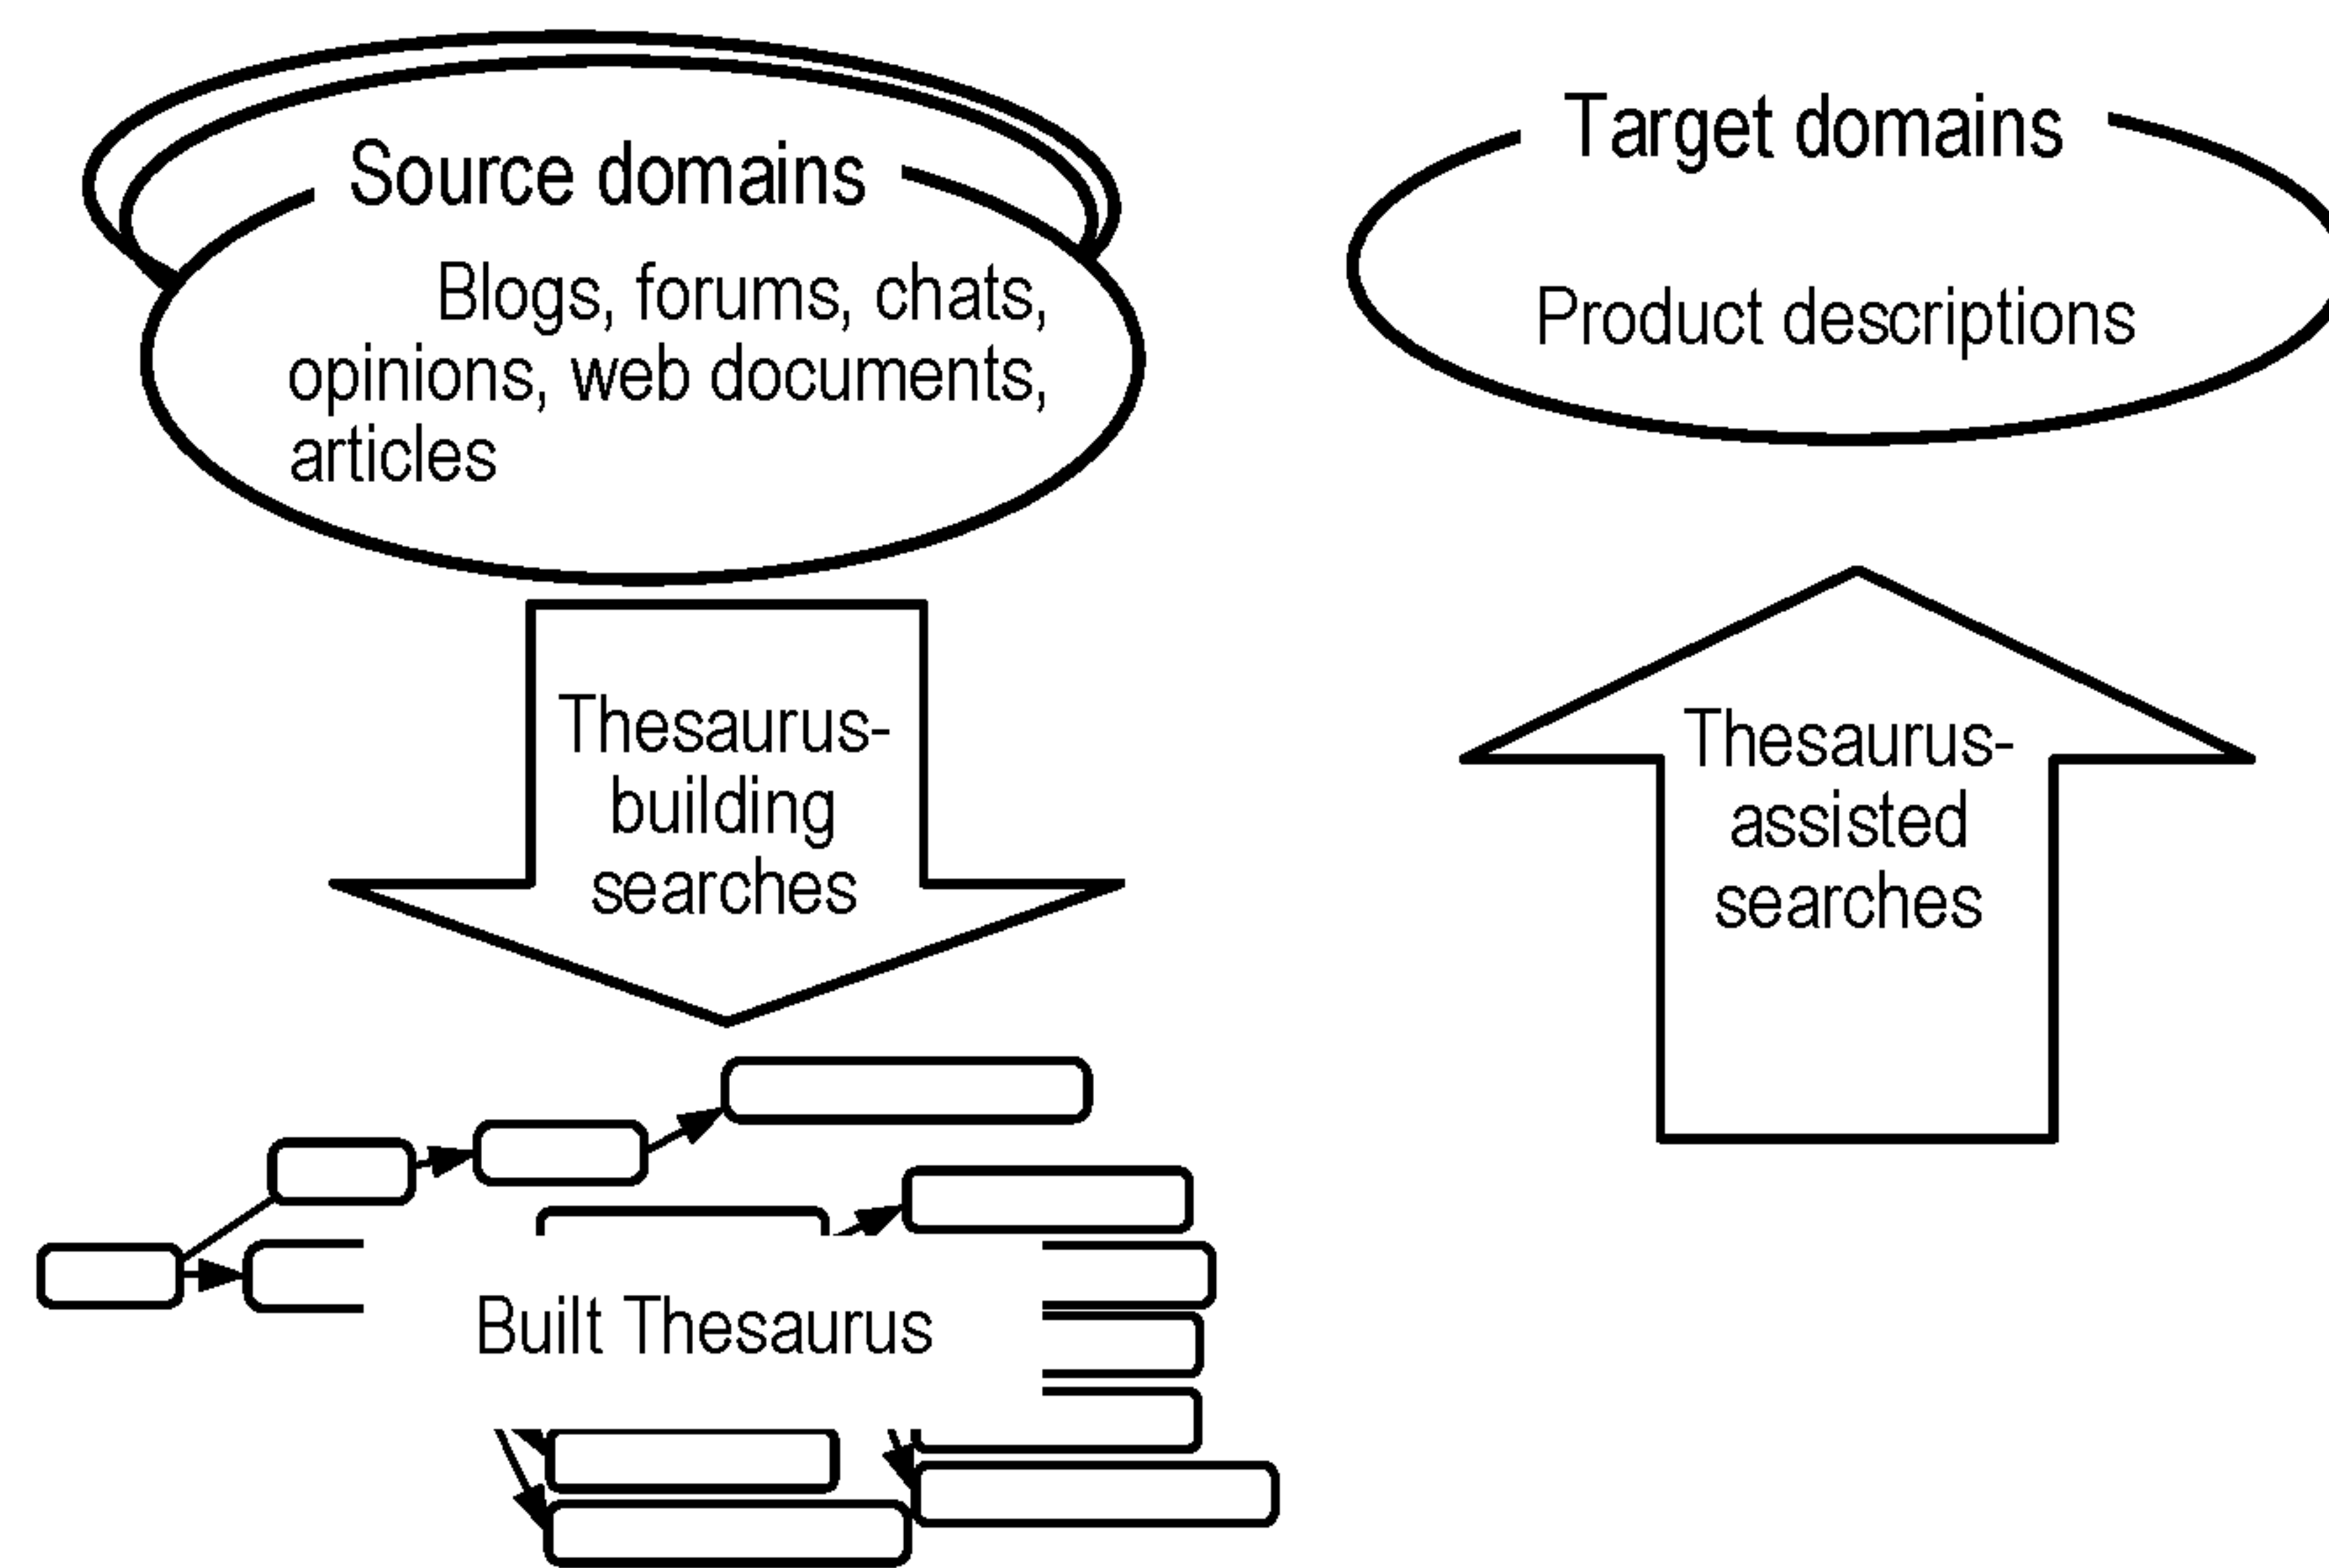 Source domains
Blogs, forums, chats,
opinions, web documents,
articles
Target domains
Product descriptions
Thesaurus-
building
searches
Thesaurus-
assisted
searches
Built Thesaurus